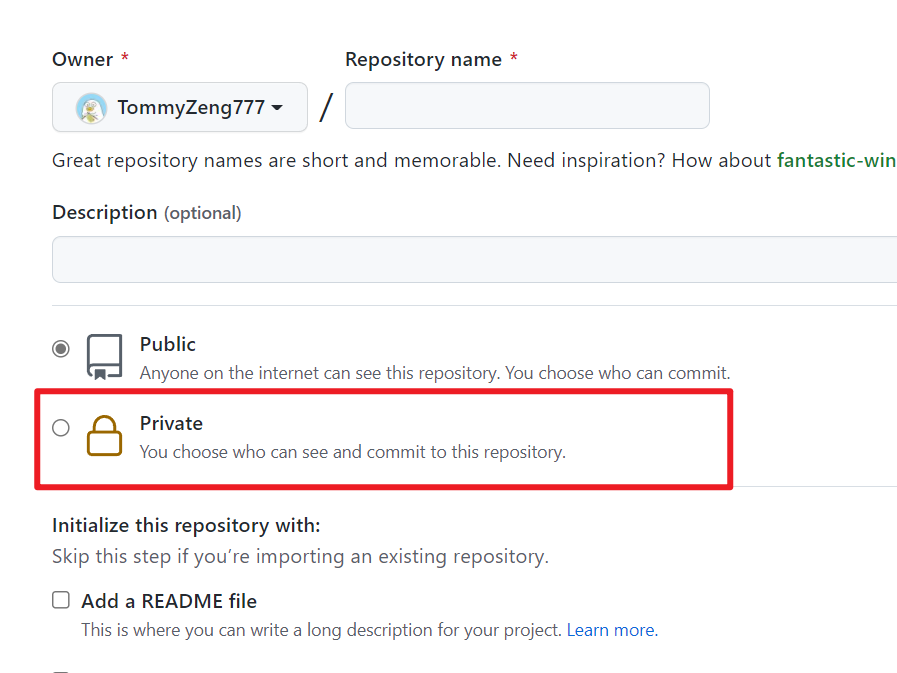 Owner * Repository name *
TommyZeng777 /
Great repository names are short and memorable. Need inspiration? How about fantastic-win
Description (optional)
Public
Anyone on the internet can see this repository. You choose who can commit.
Private
You choose who can see and commit to this repository.
Initialize this repository with:
Skip this step if you’re importing an existing repository.
Add a README file
This is where you can write a long description for your project. Learn more.